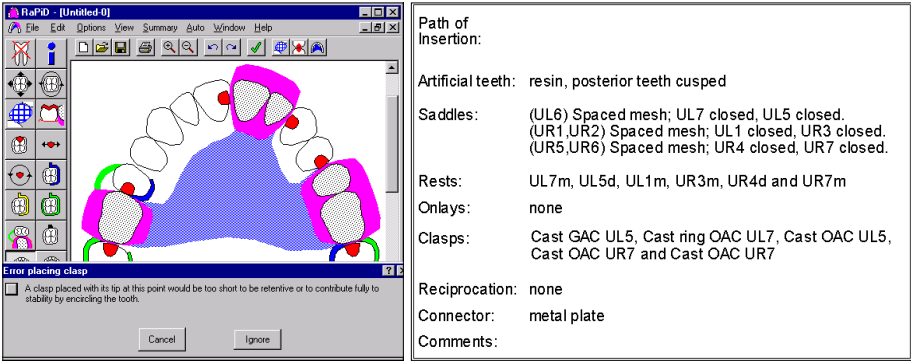 RaPiD - [Untitled-0]
File Edit Options View Summary Auto Window Help
Error placing clasp
A clasp placed with its tip at this point would be too short to be retentive or to contribute fully to
stability by encircling the tooth.
Cancel Ignore
Path of
Insertion:
Artificial teeth: resin, posterior teeth cusped
Saddles: (UL6) Spaced mesh; UL7 closed, UL5 closed.
(UR1,UR2) Spaced mesh; UL1 closed, UR3 closed.
(UR5,UR6) Spaced mesh; UR4 closed, UR7 closed.
Rests: UL7m, UL5d, UL1m, UR3m, UR4d and UR7m
Onlays: none
Clasps: Cast GAC UL5, Cast ring OAC UL7, Cast OAC UL5,
Cast OAC UR7 and Cast OAC UR7
Reciprocation: none
Connector: metal plate
Comments: